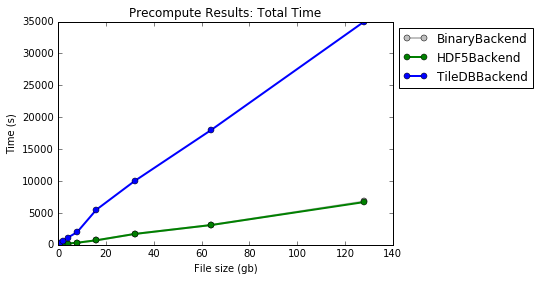 Precompute Results: Total Time
35000
30000
25000
20000
15000
10000
5000
0
Time (s)
0 20 40 60 80 100 120 140
File size (gb)
BinaryBackend
HDF5Backend
TileDBBackend